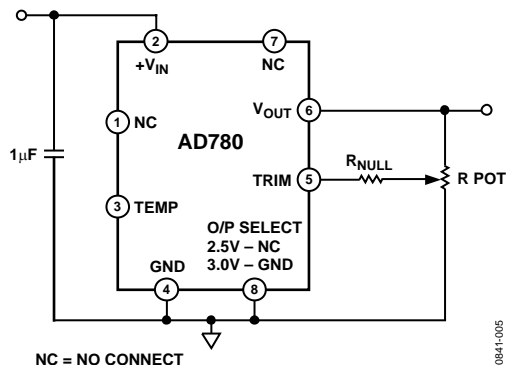 2
7
+VIN
NC
1
NC
VOUT
6
AD780
1μF
RNULL
TRIM
5
R POT
3
TEMP
O/P SELECT
2.5V – NC
3.0V – GND
GND
4
8
NC = NO CONNECT
0841-005